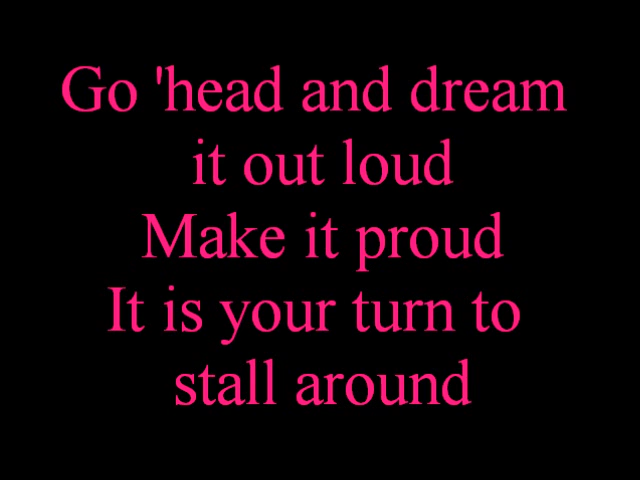 Go 'head and dream
it out loud
Make it proud
It is your turn to
stall around